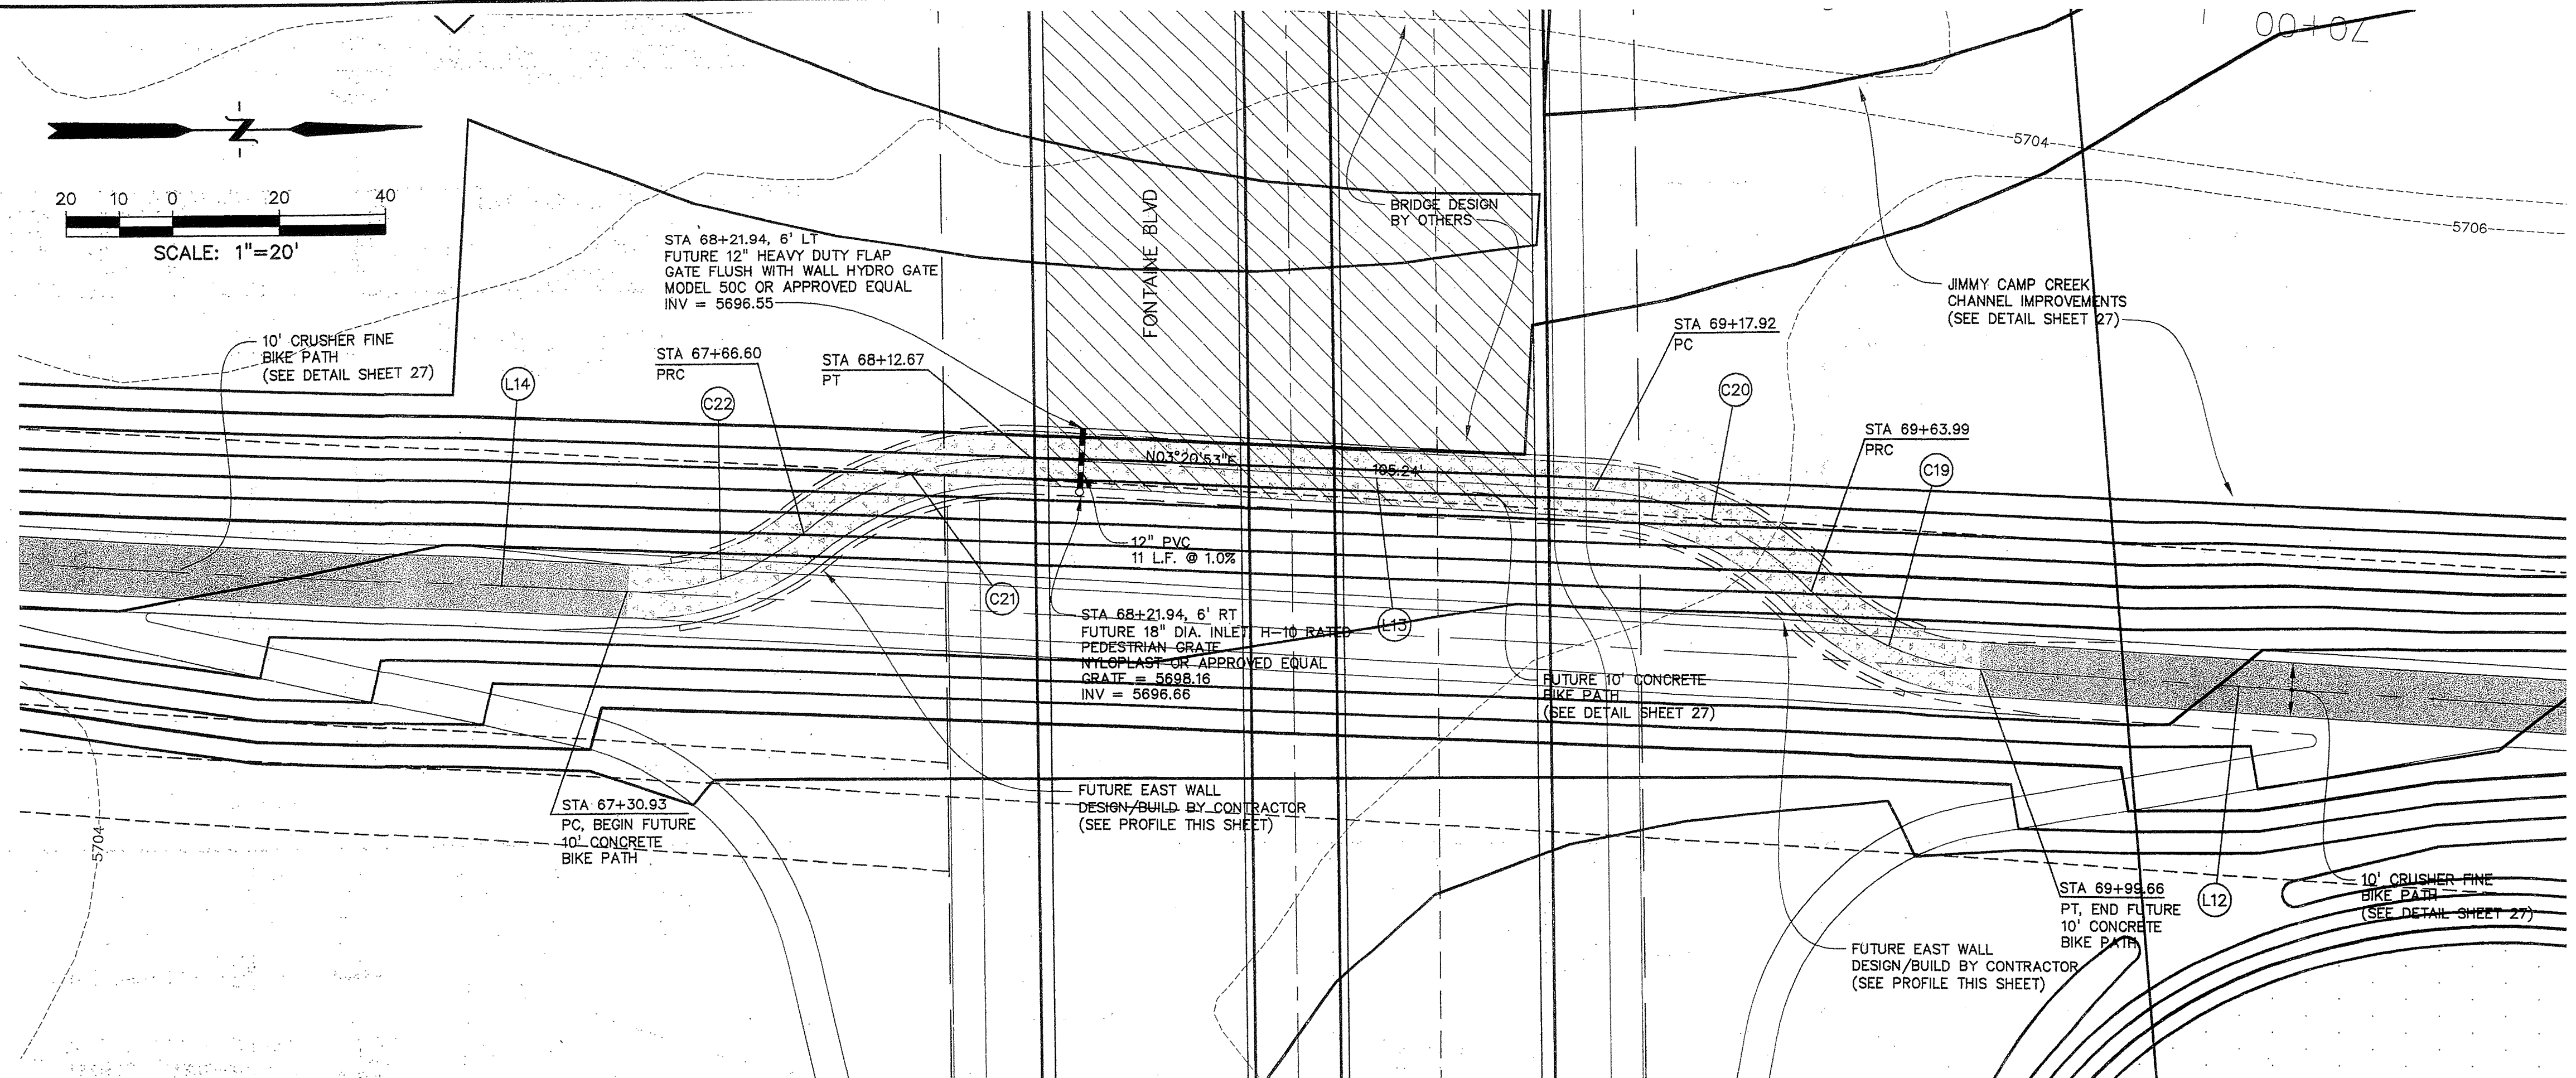 70+00
N
20 10 0 20 40
SCALE: 1"=20'
5704
5706
FONTAINE BLVD
BRIDGE DESIGN
BY OTHERS
STA 68+21.94, 6' LT
FUTURE 12" HEAVY DUTY FLAP
GATE FLUSH WITH WALL HYDRO GATE
MODEL 50C OR APPROVED EQUAL
INV = 5696.55
JIMMY CAMP CREEK
CHANNEL IMPROVEMENTS
(SEE DETAIL SHEET 27)
10' CRUSHER FINE
BIKE PATH
(SEE DETAIL SHEET 27)
L14
STA 67+66.60
PRC
C22
STA 68+12.67
PT
STA 69+17.92
PC
C20
STA 69+63.99
PRC
C19
N03°20'53"E
105.24'
12" PVC
11 L.F. @ 1.0%
C21
STA 68+21.94, 6' RT
FUTURE 18" DIA. INLET, H-10 RATED
PEDESTRIAN GRATE
NYLOPLAST OR APPROVED EQUAL
GRATE = 5698.16
INV = 5696.66
L13
FUTURE 10' CONCRETE
BIKE PATH
(SEE DETAIL SHEET 27)
STA 67+30.93
PC, BEGIN FUTURE
10' CONCRETE
BIKE PATH
FUTURE EAST WALL
DESIGN/BUILD BY CONTRACTOR
(SEE PROFILE THIS SHEET)
5704
FUTURE EAST WALL
DESIGN/BUILD BY CONTRACTOR
(SEE PROFILE THIS SHEET)
STA 69+99.66
PT, END FUTURE
10' CONCRETE
BIKE PATH
L12
10' CRUSHER FINE
BIKE PATH
(SEE DETAIL SHEET 27)